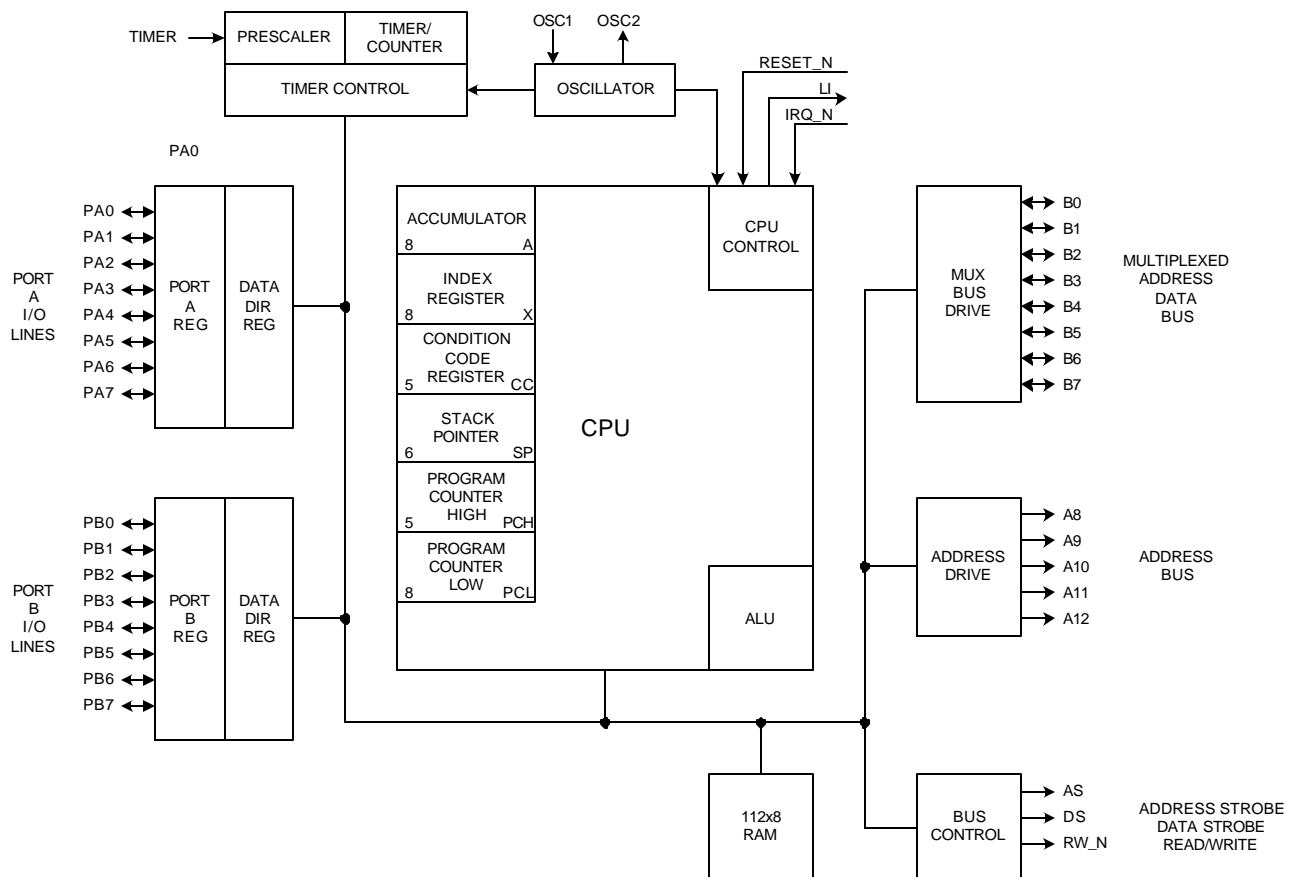 TIMER
PRESCALER
TIMER/
COUNTER
TIMER CONTROL
OSC1
OSC2
OSCILLATOR
RESET_N
LI
IRQ_N
PA0
PORT
A
I/O
LINES
PA0
PA1
PA2
PA3
PA4
PA5
PA6
PA7
PORT
A
REG
DATA
DIR
REG
PORT
B
I/O
LINES
PB0
PB1
PB2
PB3
PB4
PB5
PB6
PB7
PORT
B
REG
DATA
DIR
REG
ACCUMULATOR
8 A
INDEX
REGISTER
8 X
CONDITION
CODE
REGISTER
5 CC
STACK
POINTER
6 SP
PROGRAM
COUNTER
HIGH
5 PCH
PROGRAM
COUNTER
LOW
8 PCL
CPU
CPU
CONTROL
ALU
112x8
RAM
MUX
BUS
DRIVE
B0
B1
B2
B3
B4
B5
B6
B7
MULTIPLEXED
ADDRESS
DATA
BUS
ADDRESS
DRIVE
A8
A9
A10
A11
A12
ADDRESS
BUS
BUS
CONTROL
AS
DS
RW_N
ADDRESS STROBE
DATA STROBE
READ/WRITE